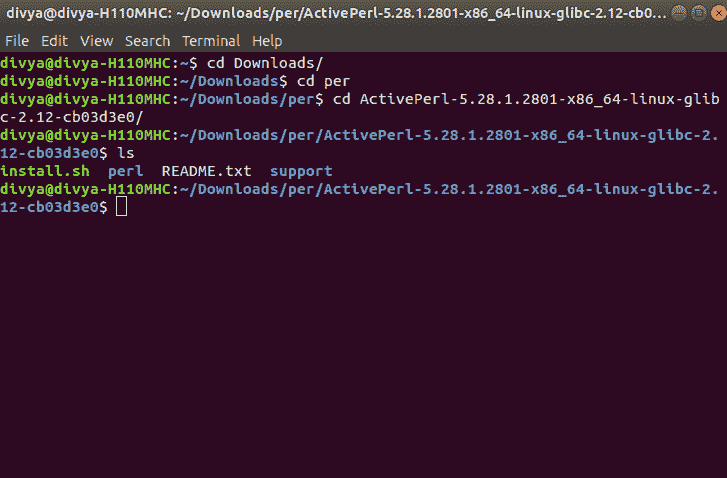 divya@divya-H110MHC: ~/Downloads/per/ActivePerl-5.28.1.2801-x86_64-linux-glibc-2.12-cb0...
File Edit View Search Terminal Help
divya@divya-H110MHC:~$ cd Downloads/
divya@divya-H110MHC:~/Downloads$ cd per
divya@divya-H110MHC:~/Downloads/per$ cd ActivePerl-5.28.1.2801-x86_64-linux-glib
c-2.12-cb03d3e0/
divya@divya-H110MHC:~/Downloads/per/ActivePerl-5.28.1.2801-x86_64-linux-glibc-2.
12-cb03d3e0$ ls
install.sh perl README.txt support
divya@divya-H110MHC:~/Downloads/per/ActivePerl-5.28.1.2801-x86_64-linux-glibc-2.
12-cb03d3e0$